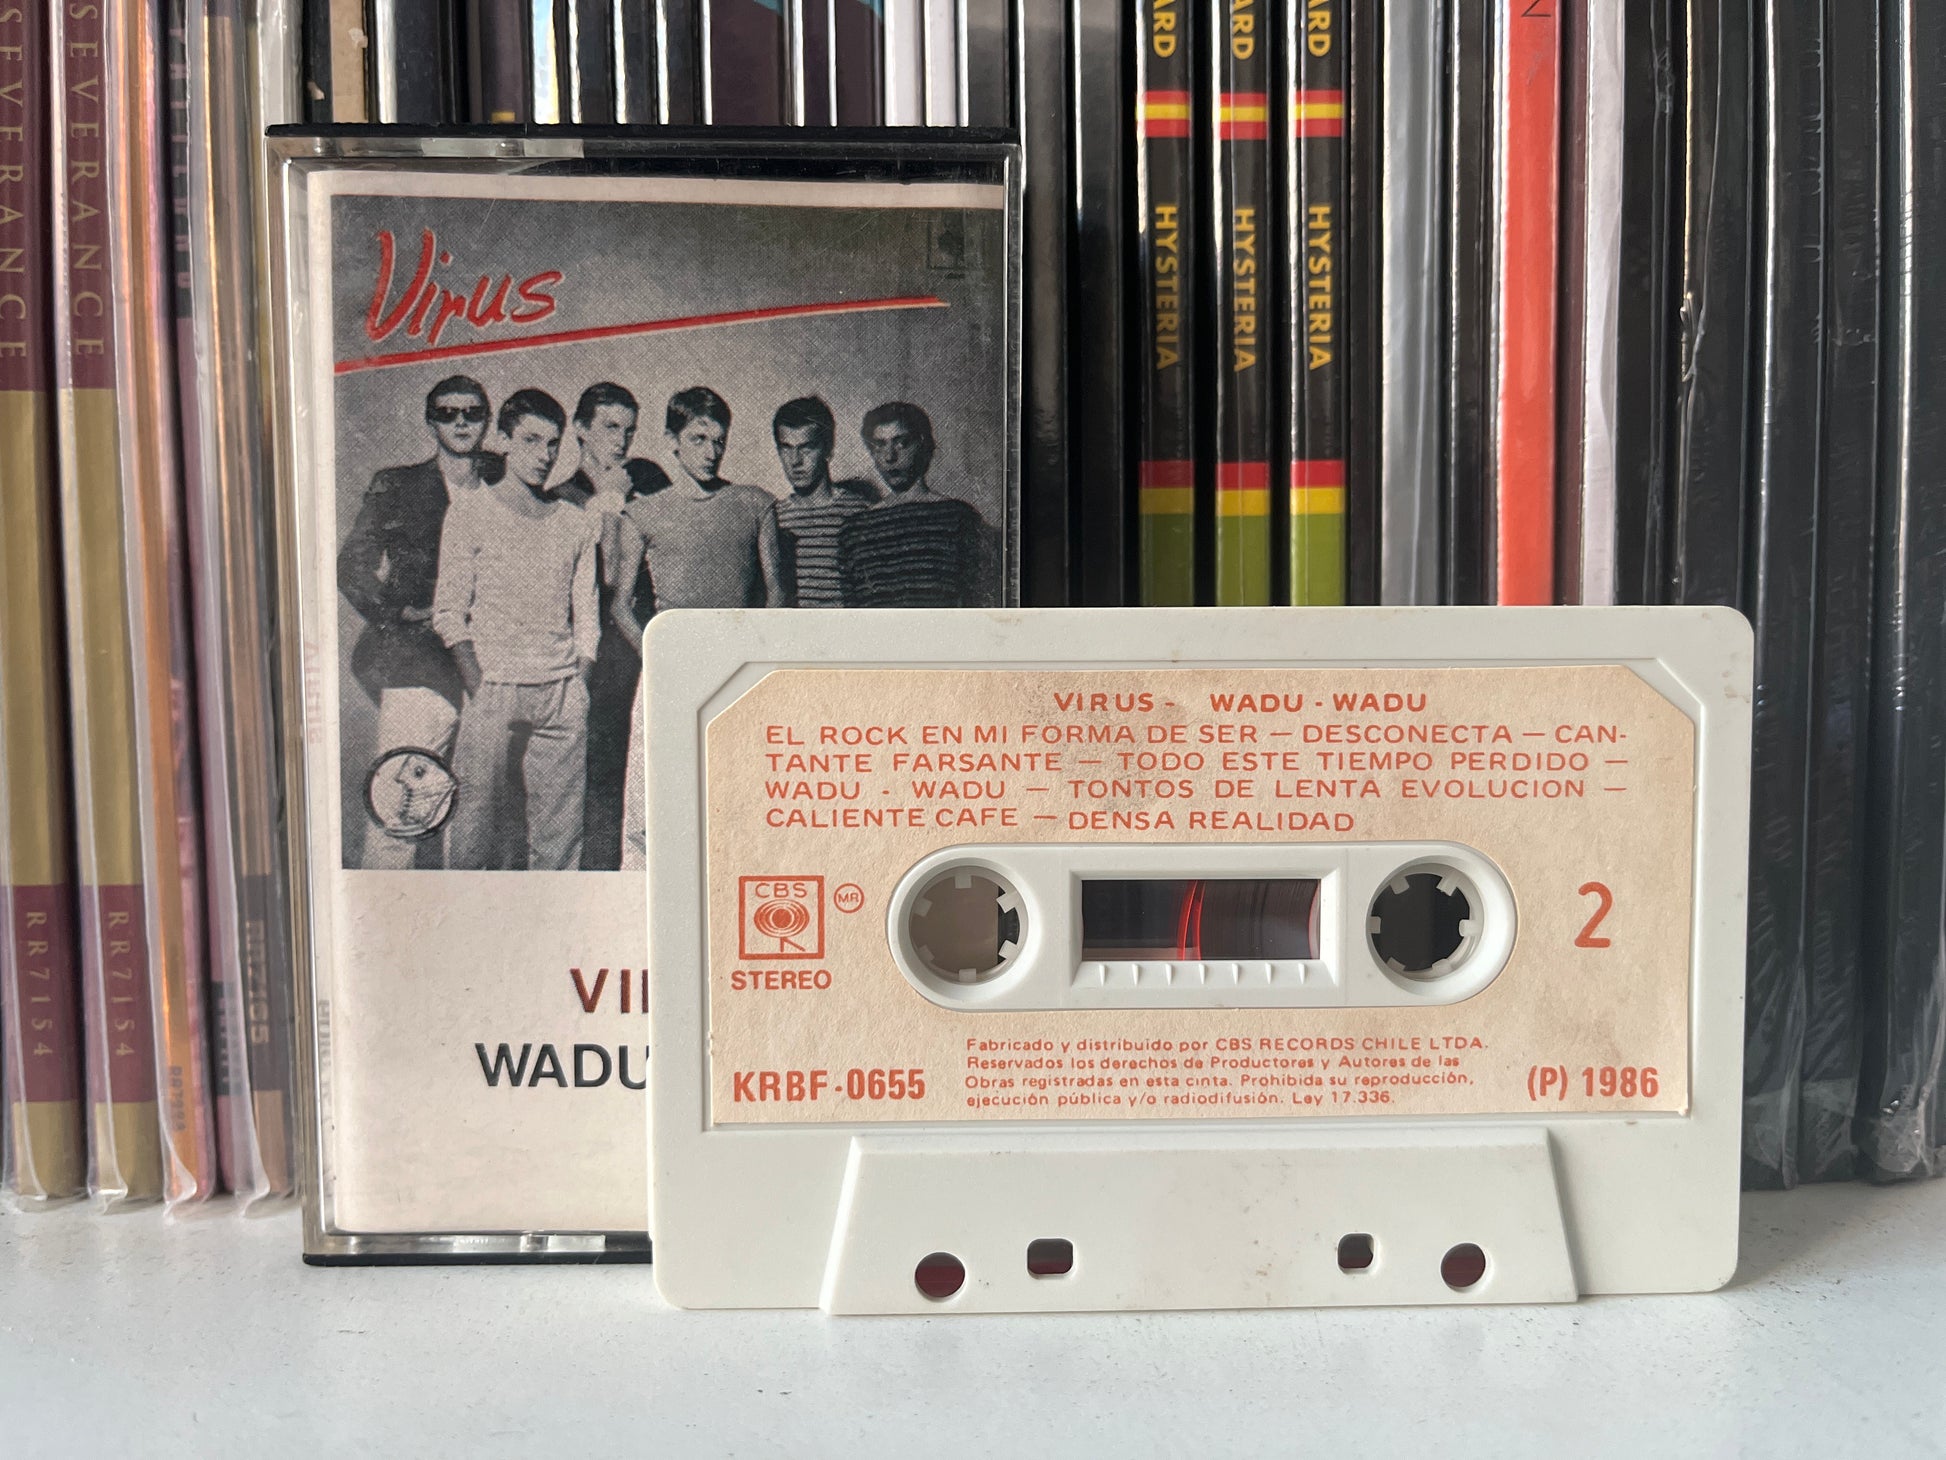 SEVERANCE
SEVERANCE
RR7154
RR7154
ARD
ARD
ARD
HYSTERIA
HYSTERIA
HYSTERIA
Virus
WADU
VIRUS - WADU - WADU
EL ROCK EN MI FORMA DE SER — DESCONECTA — CAN-
TANTE FARSANTE — TODO ESTE TIEMPO PERDIDO —
WADU - WADU — TONTOS DE LENTA EVOLUCION —
CALIENTE CAFE — DENSA REALIDAD
CBS
MR
STEREO
2
Fabricado y distribuido por CBS RECORDS CHILE LTDA.
Reservados los derechos de Productores y Autores de las
Obras registradas en esta cinta. Prohibida su reproducción,
ejecución pública y/o radiodifusión. Ley 17.336.
KRBF-0655
(P) 1986